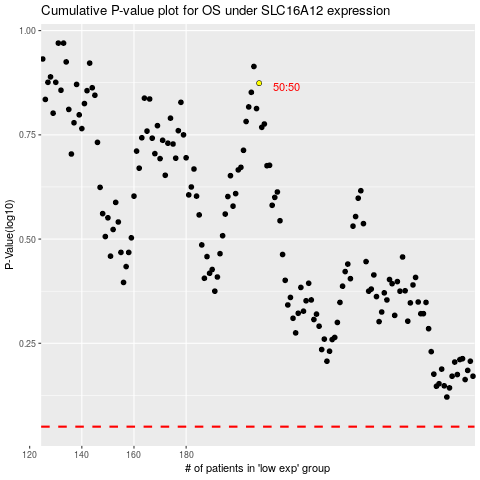 Cumulative P-value plot for OS under SLC16A12 expression
1.00
50:50
0.75
P-Value(log10)
0.50
0.25
120 140 160 180
# of patients in 'low exp' group